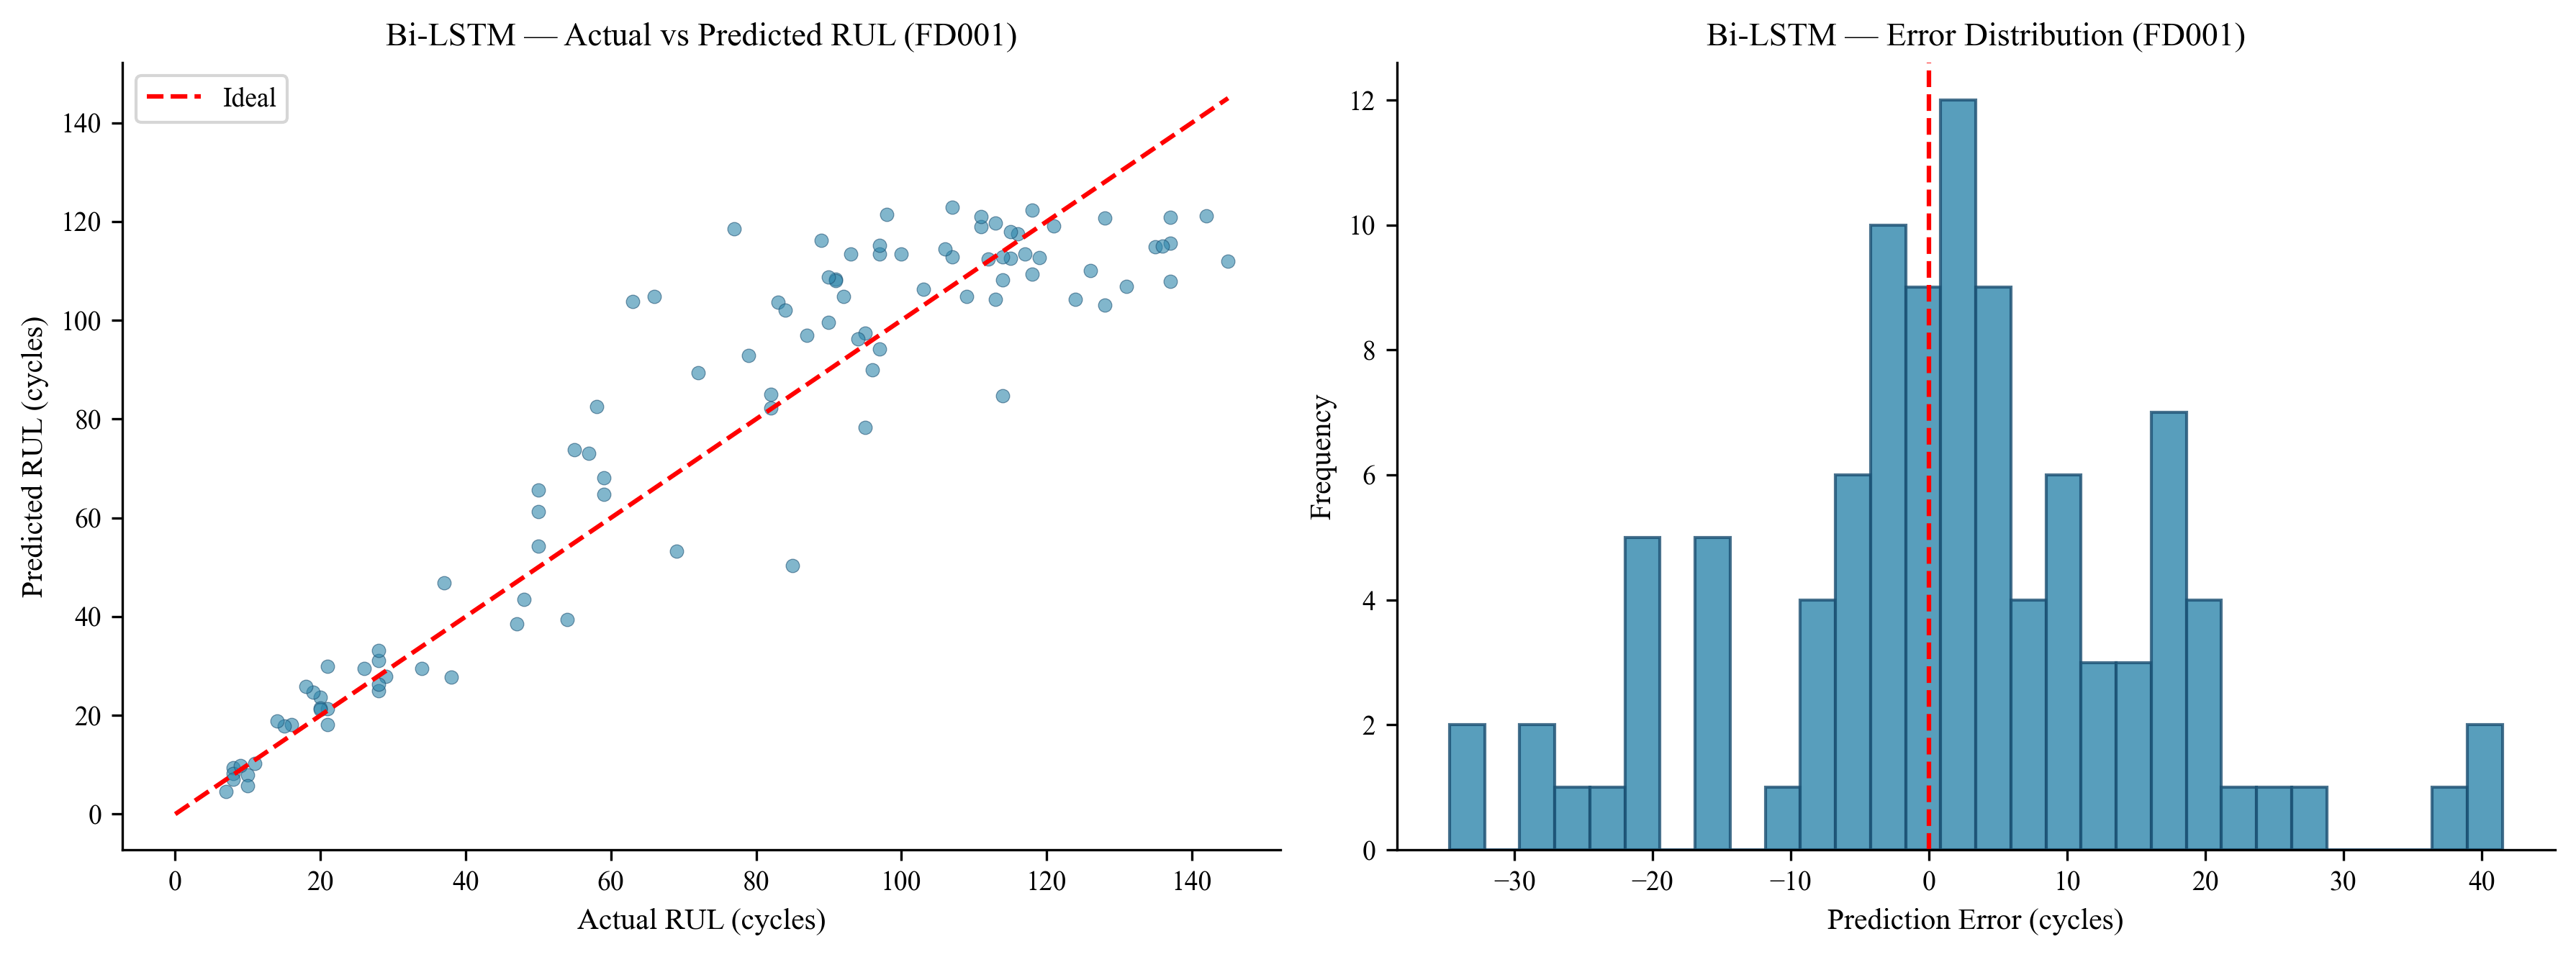 Bi-LSTM — Actual vs Predicted RUL (FD001)
Ideal
Predicted RUL (cycles)
140
120
100
80
60
40
20
0
0 20 40 60 80 100 120 140
Actual RUL (cycles)
Bi-LSTM — Error Distribution (FD001)
Frequency
12
10
8
6
4
2
0
−30 −20 −10 0 10 20 30 40
Prediction Error (cycles)